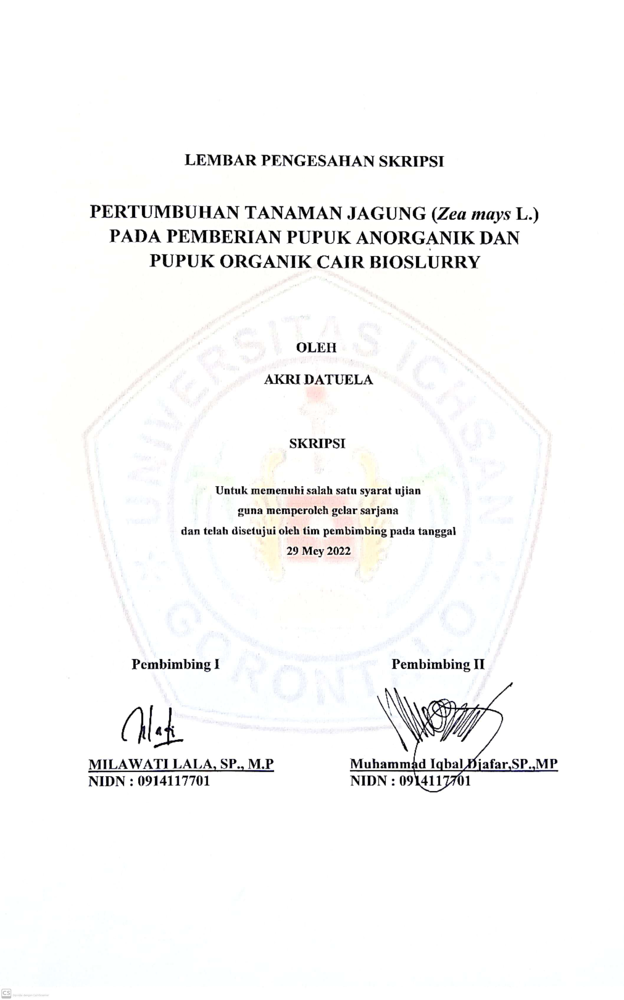 LEMBAR PENGESAHAN SKRIPSI
PERTUMBUHAN TANAMAN JAGUNG (Zea mays L.)
PADA PEMBERIAN PUPUK ANORGANIK DAN
PUPUK ORGANIK CAIR BIOSLURRY
UNIVERSITAS ICHSAN
OLEH
AKRI DATUELA
SKRIPSI
Untuk memenuhi salah satu syarat ujian
guna memperoleh gelar sarjana
dan telah disetujui oleh tim pembimbing pada tanggal
29 Mey 2022
GORONTALO
Pembimbing I Pembimbing II
MILAWATI LALA, SP., M.P Muhammad Iqbal Djafar,SP.,MP
NIDN : 0914117701 NIDN : 0914117701
CS Dipindai dengan CamScanner